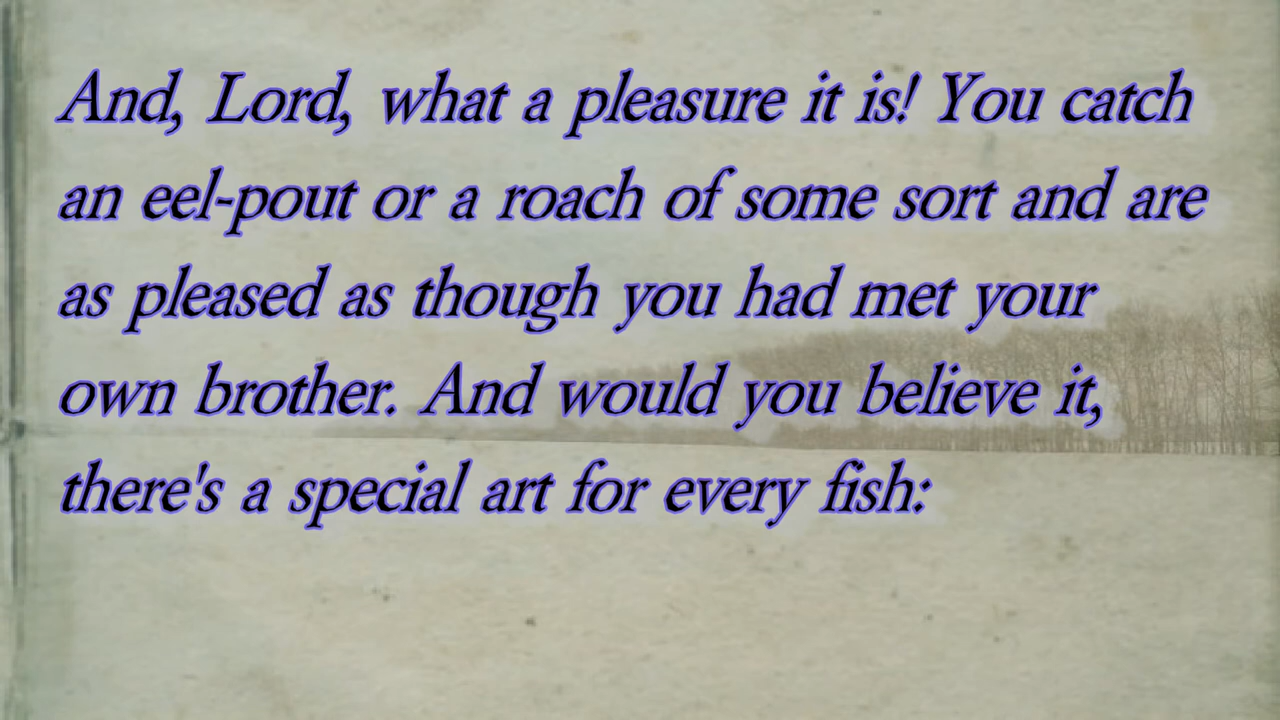 And, Lord, what a pleasure it is! You catch
an eel-pout or a roach of some sort and are
as pleased as though you had met your
own brother. And would you believe it,
there's a special art for every fish: